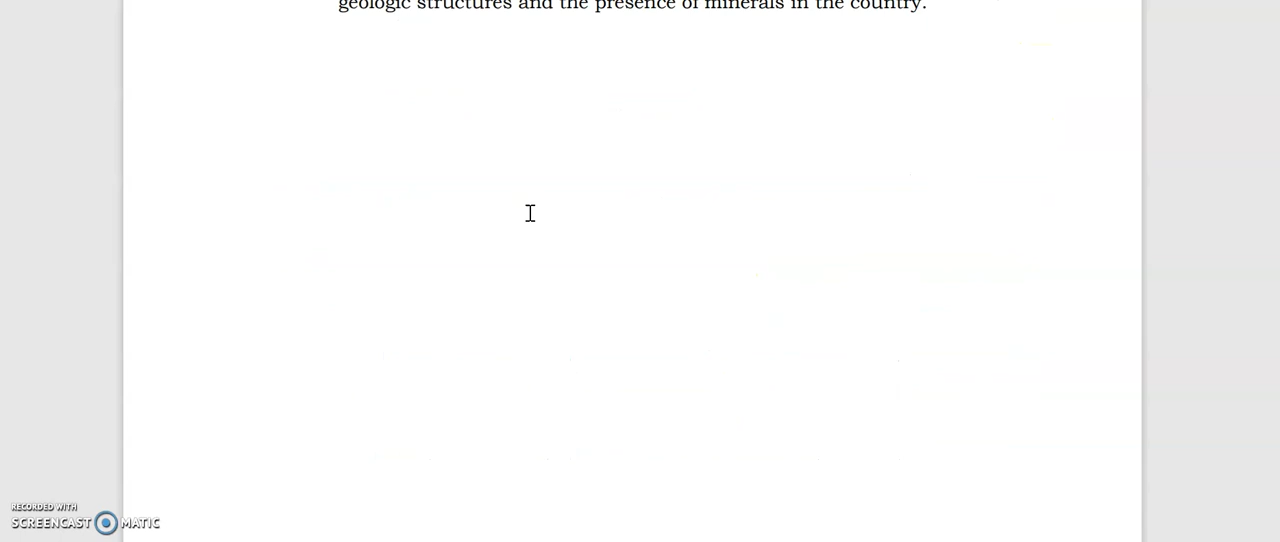 geologic structures and the presence of minerals in the country.
RECORDED WITH
SCREENCAST MATIC